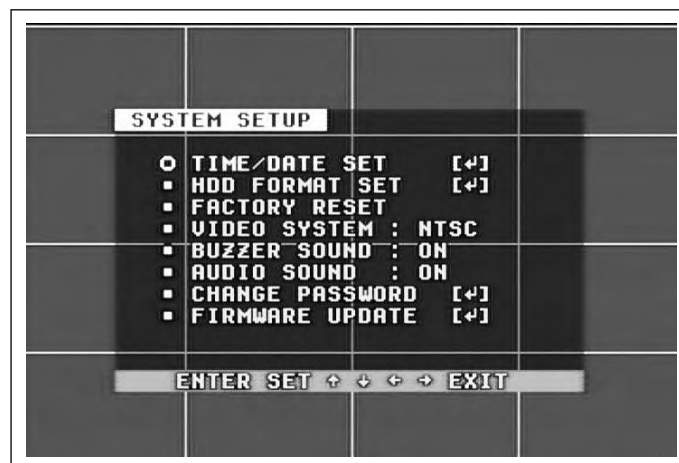 SYSTEM SETUP
TIME/DATE SET [↵]
HDD FORMAT SET [↵]
FACTORY RESET
VIDEO SYSTEM : NTSC
BUZZER SOUND : ON
AUDIO SOUND : ON
CHANGE PASSWORD [↵]
FIRMWARE UPDATE [↵]
ENTER SET ↑ ↓ ← → EXIT